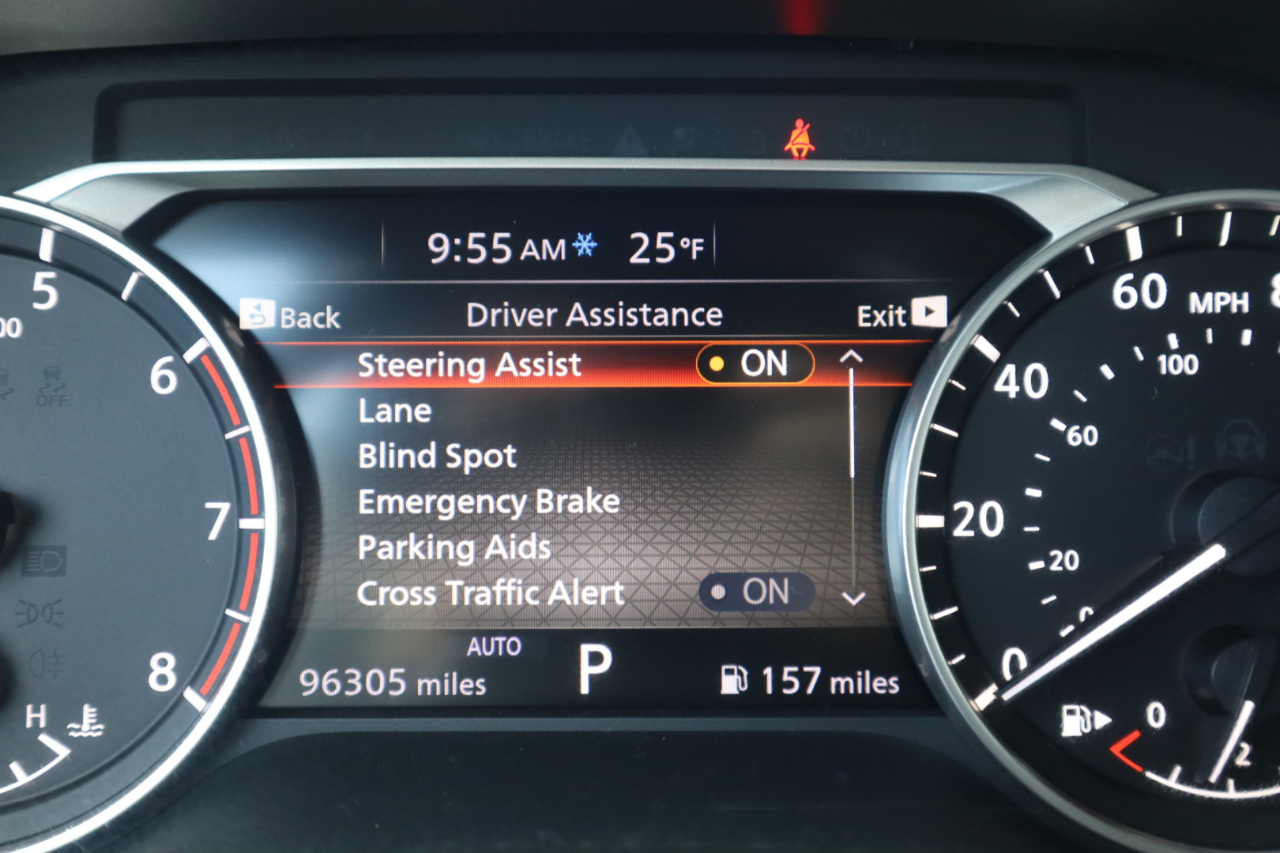 9:55 AM 25°F
Back Driver Assistance Exit
Steering Assist ON
Lane
Blind Spot
Emergency Brake
Parking Aids
Cross Traffic Alert ON
AUTO
96305 miles P 157 miles
5
6
7
8
H
OFF
60 MPH
100
40
60
20
20
0
0
0
2